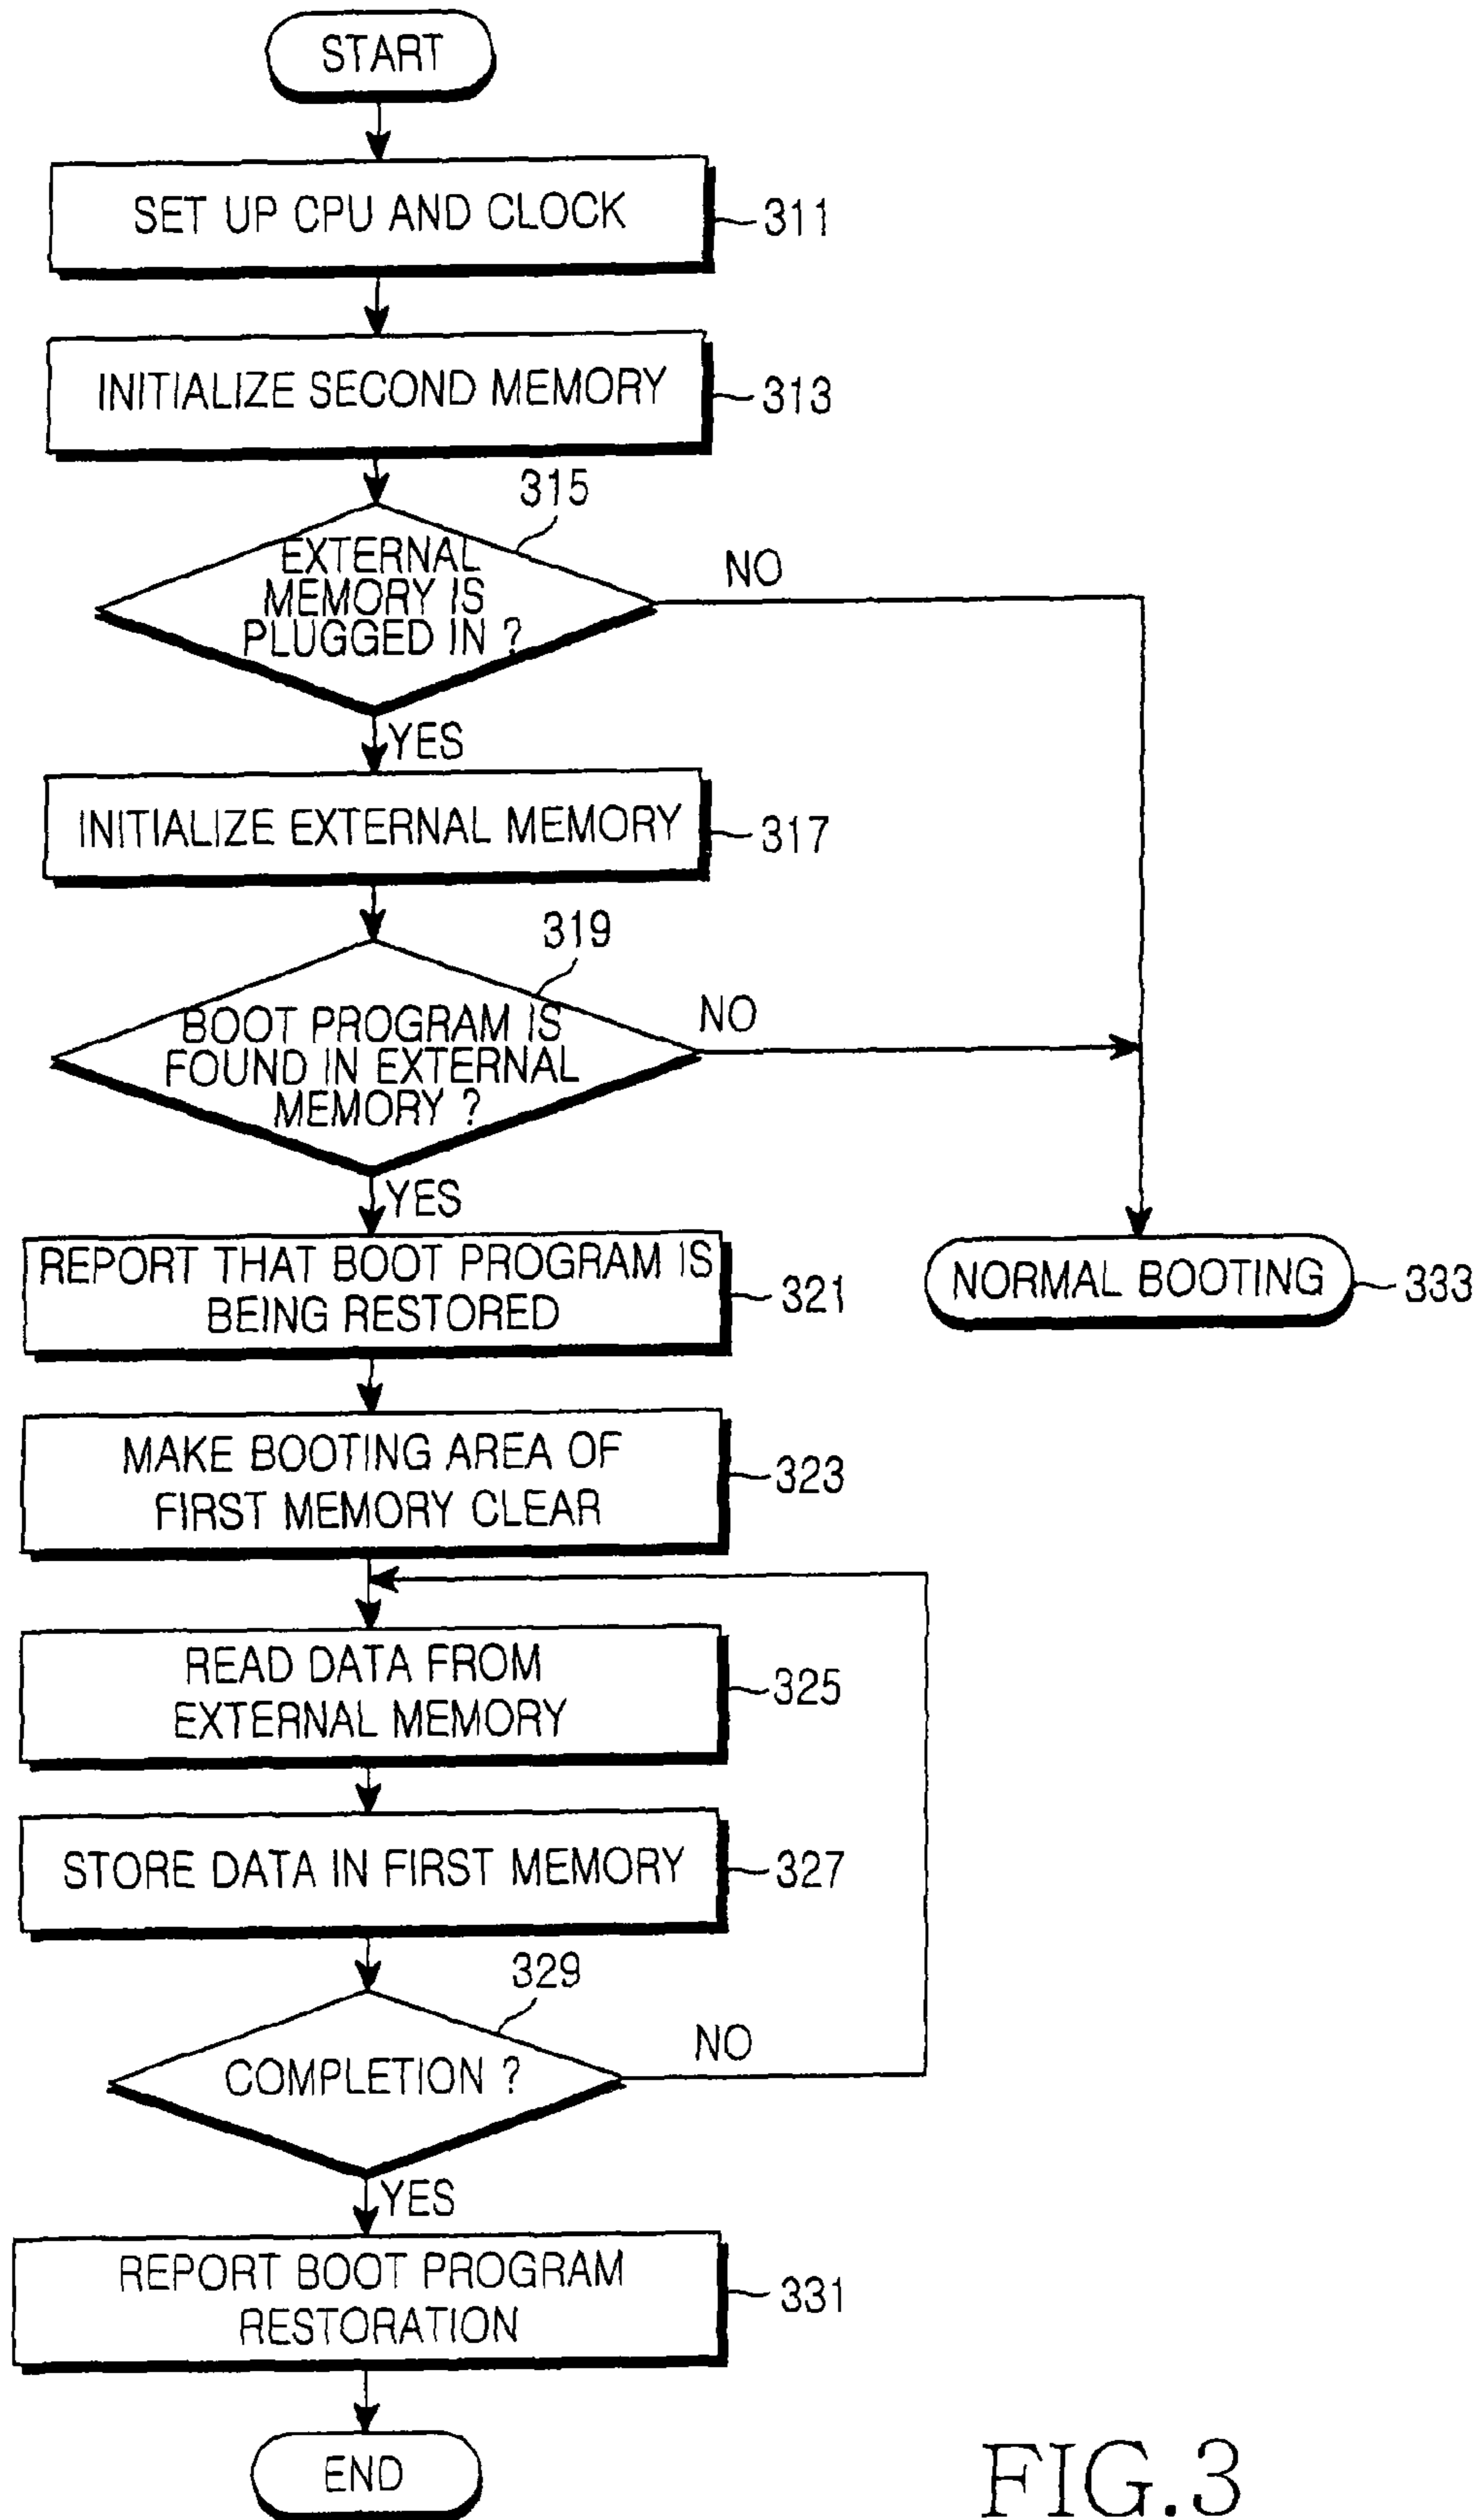 START
SET UP CPU AND CLOCK
311
INITIALIZE SECOND MEMORY
313
315
EXTERNAL
MEMORY IS
PLUGGED IN ?
NO
YES
INITIALIZE EXTERNAL MEMORY
317
319
BOOT PROGRAM IS
FOUND IN EXTERNAL
MEMORY ?
NO
YES
REPORT THAT BOOT PROGRAM IS
BEING RESTORED
321
NORMAL BOOTING
333
MAKE BOOTING AREA OF
FIRST MEMORY CLEAR
323
READ DATA FROM
EXTERNAL MEMORY
325
STORE DATA IN FIRST MEMORY
327
329
COMPLETION ?
NO
YES
REPORT BOOT PROGRAM
RESTORATION
331
END
FIG.3